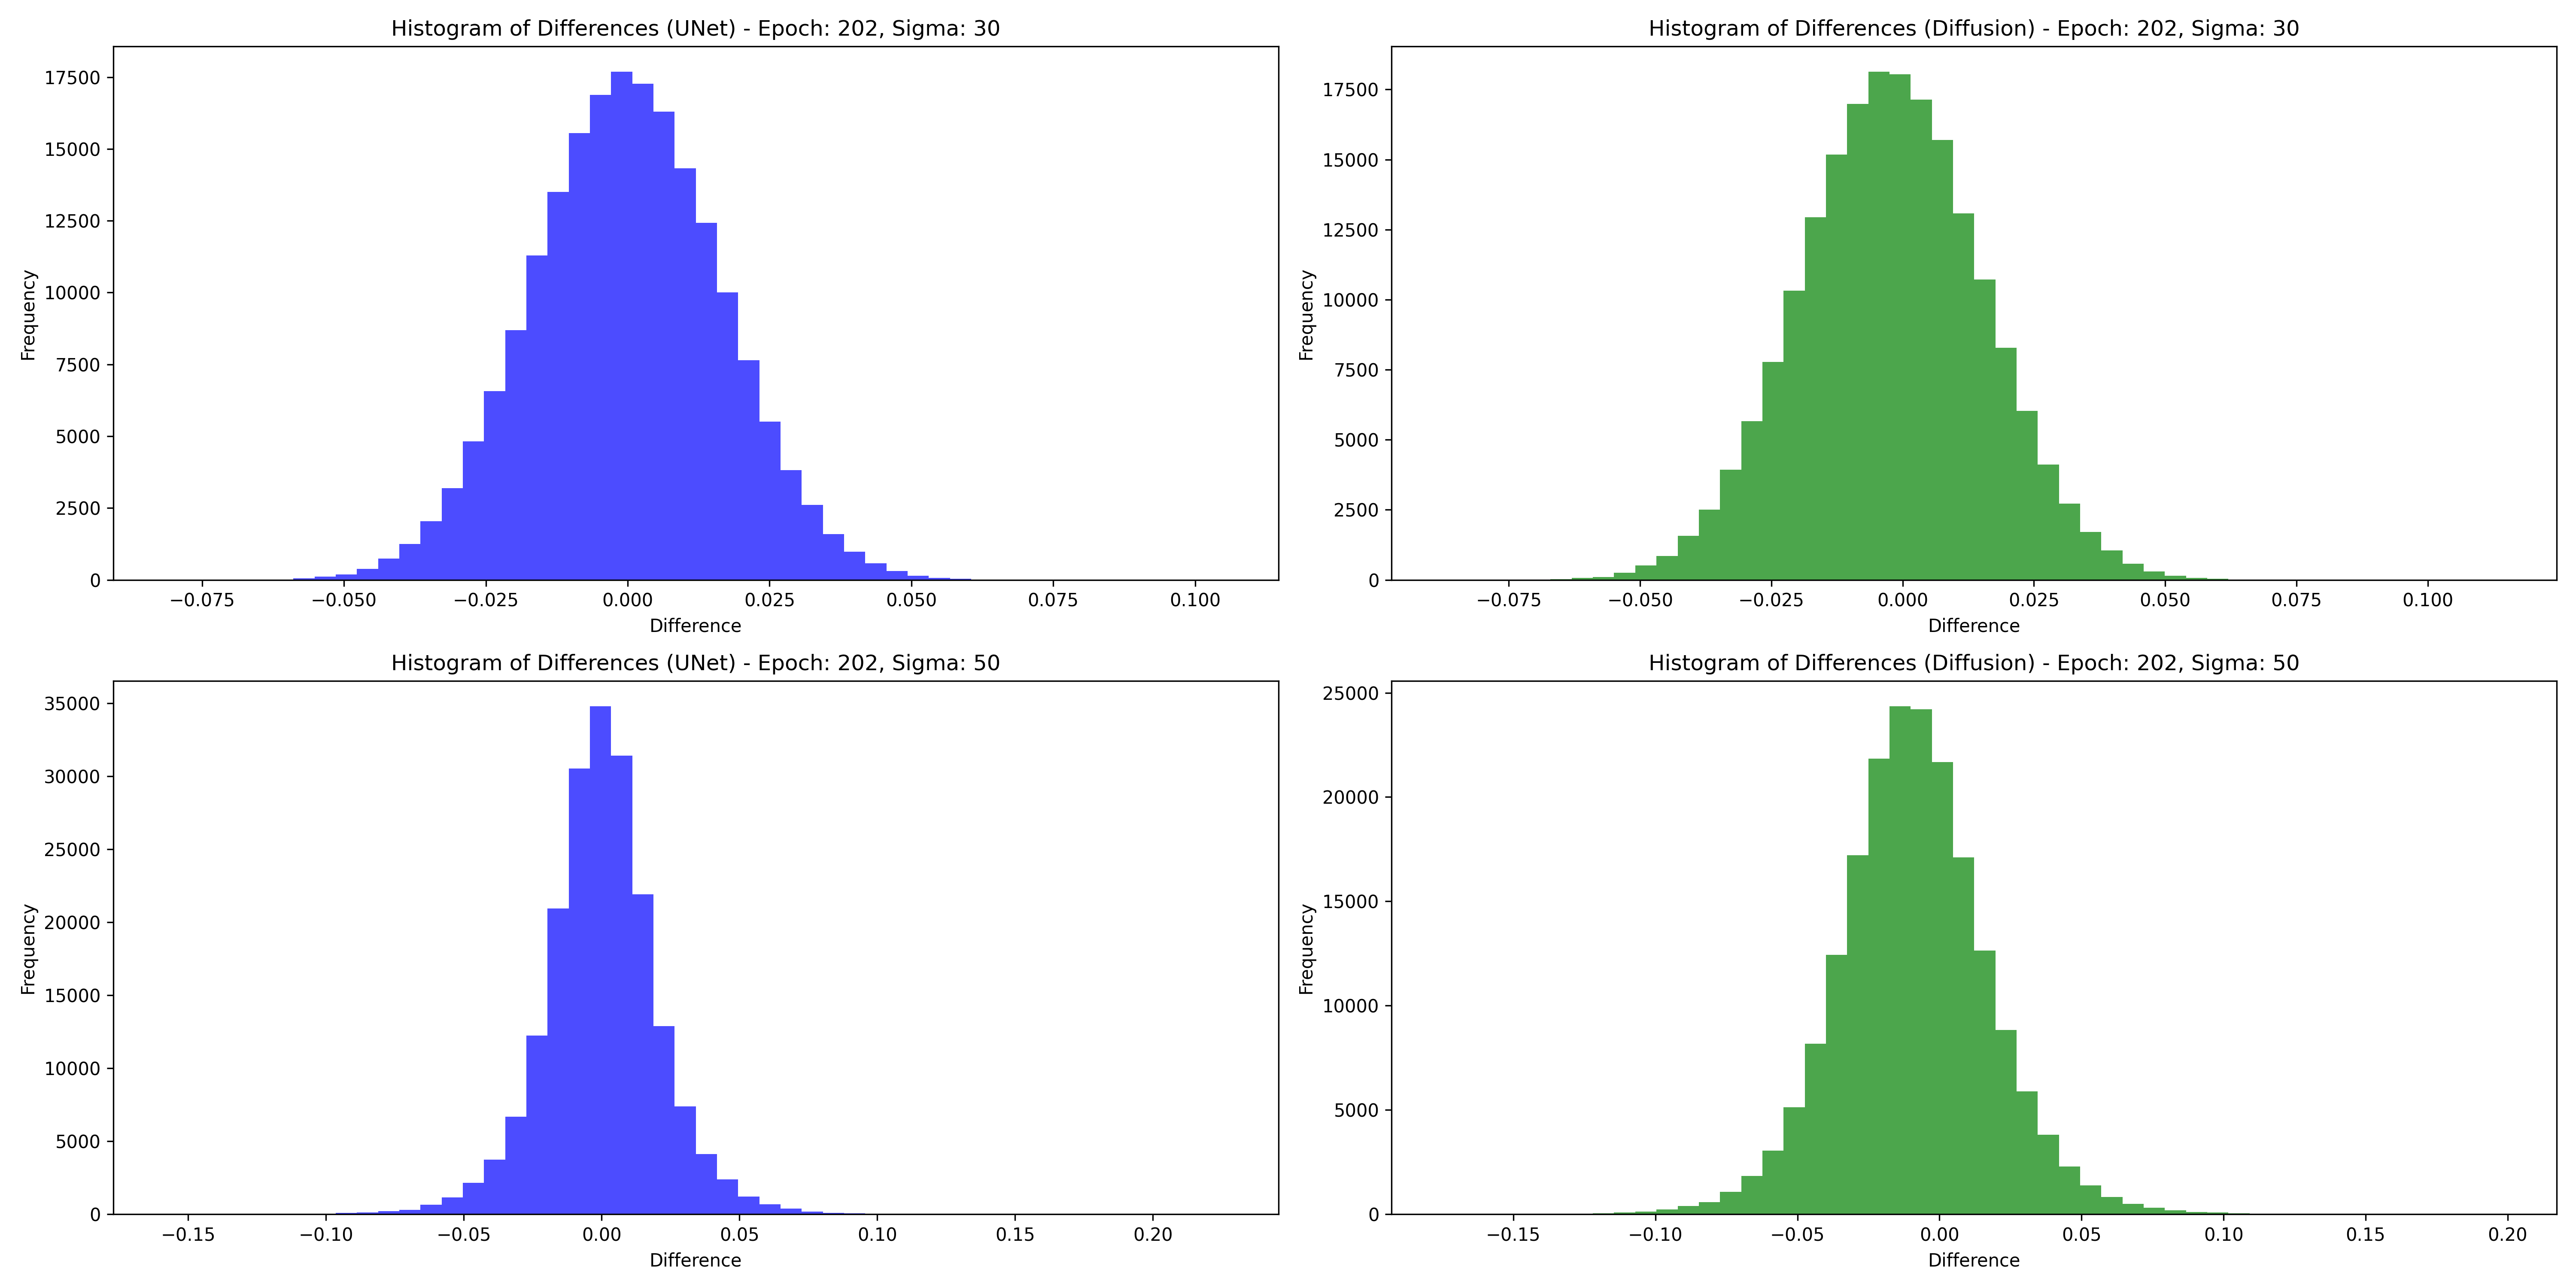 Histogram of Differences (UNet) - Epoch: 202, Sigma: 30
Frequency
17500
15000
12500
10000
7500
5000
2500
0
−0.075 −0.050 −0.025 0.000 0.025 0.050 0.075 0.100
Difference
Histogram of Differences (Diffusion) - Epoch: 202, Sigma: 30
Frequency
17500
15000
12500
10000
7500
5000
2500
0
−0.075 −0.050 −0.025 0.000 0.025 0.050 0.075 0.100
Difference
Histogram of Differences (UNet) - Epoch: 202, Sigma: 50
Frequency
35000
30000
25000
20000
15000
10000
5000
0
−0.15 −0.10 −0.05 0.00 0.05 0.10 0.15 0.20
Difference
Histogram of Differences (Diffusion) - Epoch: 202, Sigma: 50
Frequency
25000
20000
15000
10000
5000
0
−0.15 −0.10 −0.05 0.00 0.05 0.10 0.15 0.20
Difference